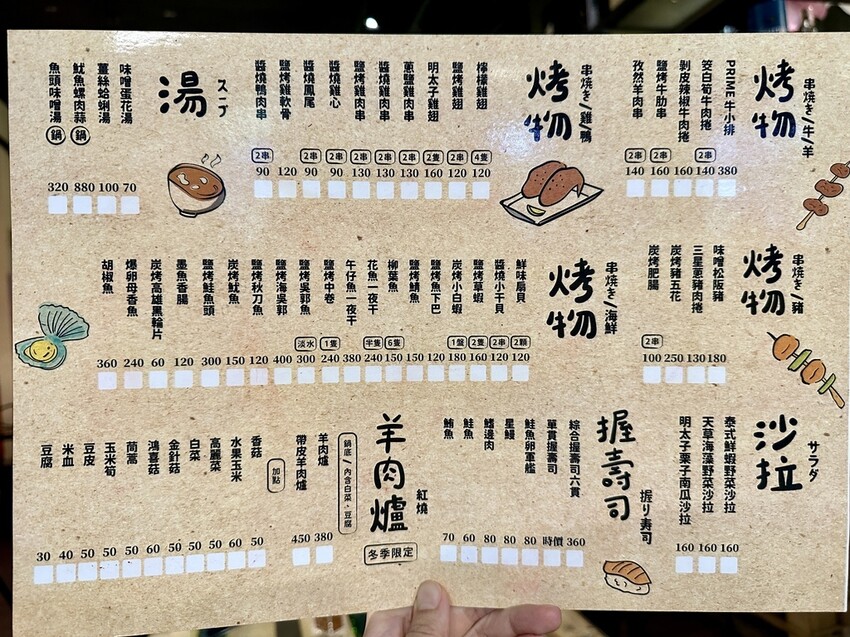 串燒き/牛/羊
烤物
PRIME牛小排 380
筊白筍牛肉捲 2串 140
剝皮辣椒牛肉捲 160
鹽烤牛肋串 2串 160
孜然羊肉串 2串 140
串燒き/雞/鴨
烤物
檸檬雞翅 4隻 120
鹽烤雞翅 2串 120
明太子雞翅 2隻 160
蔥鹽雞肉串 2串 130
醬燒雞肉串 2串 130
鹽烤雞肉串 2串 130
醬燒雞心 2串 90
醬燒鳳尾 2串 90
鹽烤雞軟骨 120
醬燒鴨肉串 2串 90
スープ
湯
味噌蛋花湯 70
薑絲蛤蜊湯 100
魷魚螺肉蒜 鍋 880
魚頭味噌湯 鍋 320
串燒き/豬
烤物
味噌松阪豬 180
三星蔥豬肉捲 130
炭烤豬五花 250
炭烤肥腸 2串 100
串燒き/海鮮
烤物
鮮味扇貝 2顆 120
醬燒小干貝 2串 120
鹽烤草蝦 2隻 160
炭烤小白蝦 1盤 180
鹽烤魚下巴 120
鹽烤鯖魚 150
柳葉魚 6隻 150
花魚一夜干 半隻 240
午仔魚一夜干 380
鹽烤中卷 1隻 240
鹽烤吳郭魚 淡水 300
鹽烤海吳郭 400
鹽烤秋刀魚 120
炭烤魷魚 150
鹽烤鮭魚頭 300
墨魚香腸 120
炭烤高雄黑輪片 60
爆卵母香魚 240
胡椒魚 360
サラダ
沙拉
泰式鮮蝦野菜沙拉 160
天草海藻野菜沙拉 160
明太子栗子南瓜沙拉 160
握り寿司
握壽司
綜合握壽司六貫 360
單貫握壽司 時價
鮭魚卵軍艦 80
星鰻 80
鰭邊肉 80
鮭魚 60
鮪魚 70
紅燒
羊肉爐
冬季限定
鍋底/內含白菜、豆腐
羊肉爐 380
帶皮羊肉爐 450
加點
香菇 50
水果玉米 60
高麗菜 50
白菜 50
金針菇 50
鴻喜菇 60
茼蒿 50
玉米筍 50
豆皮 50
米血 40
豆腐 30